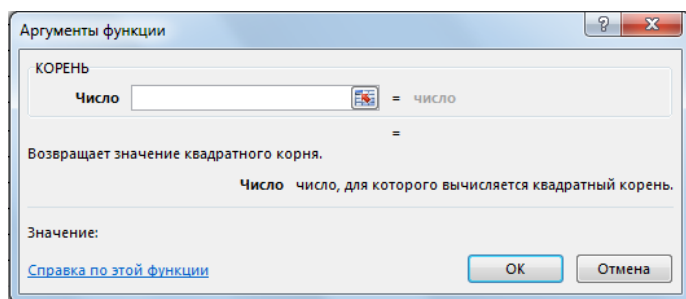 Аргументы функции
КОРЕНЬ
Число = число
=
Возвращает значение квадратного корня.
Число число, для которого вычисляется квадратный корень.
Значение:
Справка по этой функции
ОК
Отмена